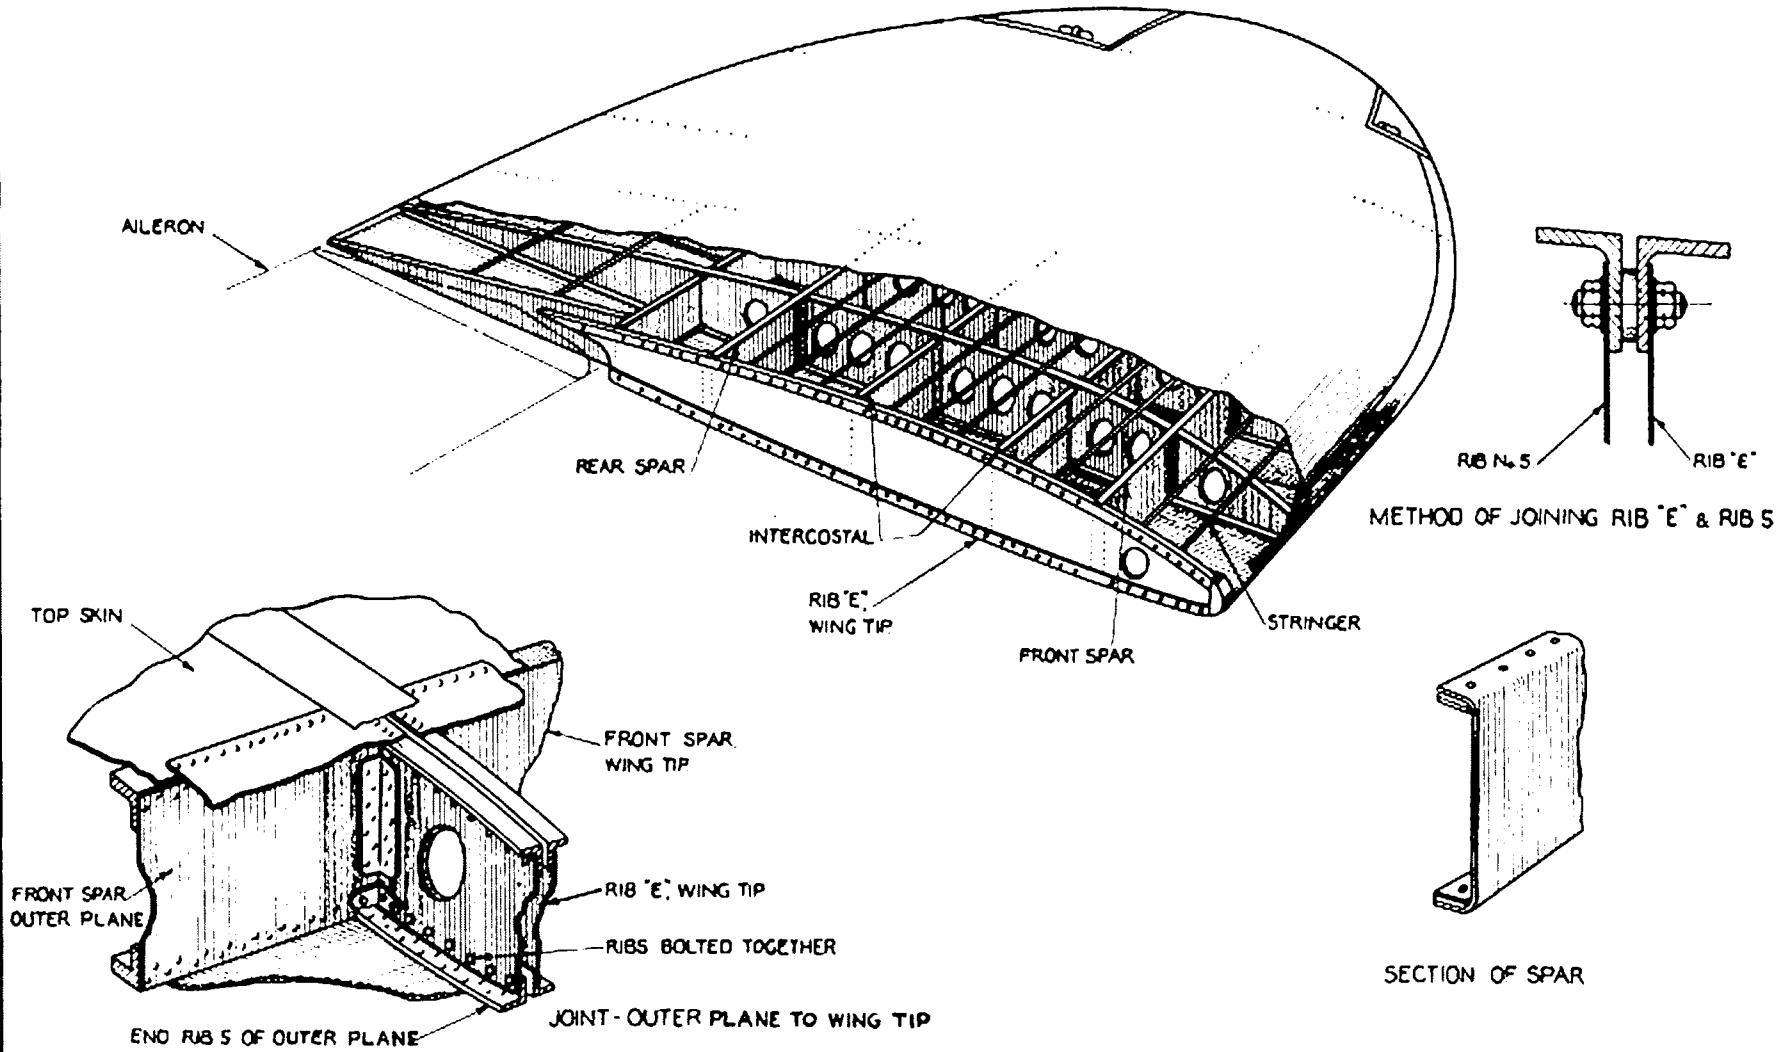 AILERON
REAR SPAR
INTERCOSTAL
RIB "E",
WING TIP
FRONT SPAR
STRINGER
RIB No 5
RIB "E"
METHOD OF JOINING RIB "E" & RIB 5
TOP SKIN
FRONT SPAR
WING TIP
FRONT SPAR
OUTER PLANE
RIB "E", WING TIP
RIBS BOLTED TOGETHER
END RIB 5 OF OUTER PLANE
JOINT - OUTER PLANE TO WING TIP
SECTION OF SPAR